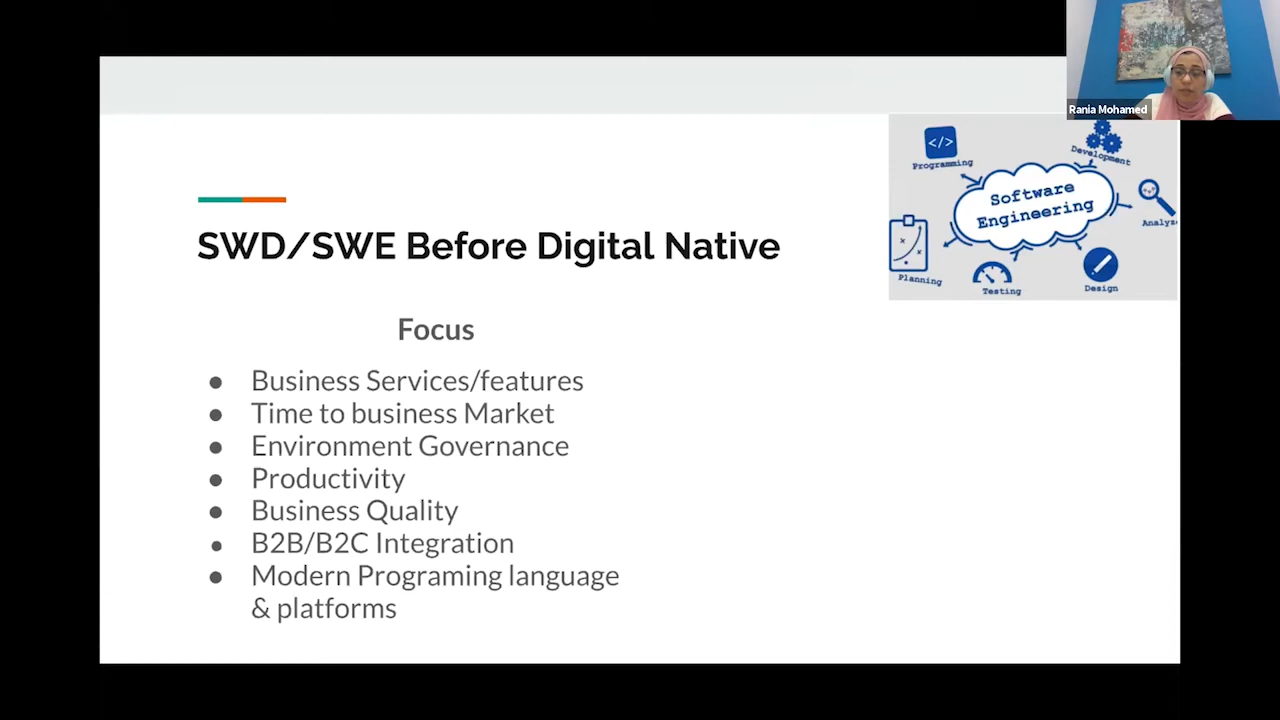 Rania Mohamed
Programming
Development
Software
Engineering
Planning
Testing
Design
SWD/SWE Before Digital Native
Focus
● Business Services/features
● Time to business Market
● Environment Governance
● Productivity
● Business Quality
● B2B/B2C Integration
● Modern Programing language
& platforms